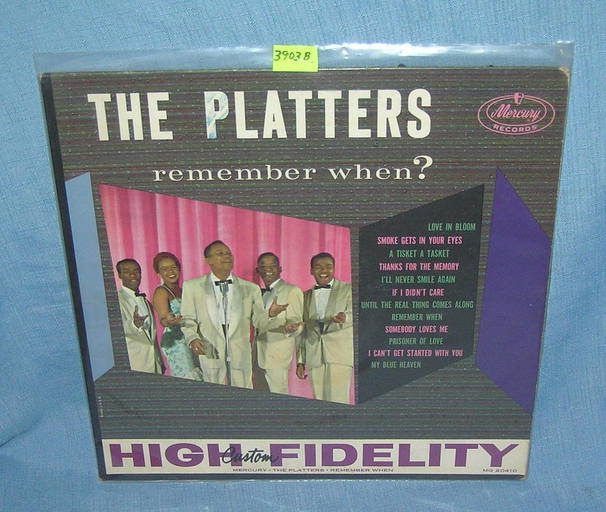 3903B
THE PLATTERS
Mercury
RECORDS
remember when?
LOVE IN BLOOM
SMOKE GETS IN YOUR EYES
A TISKET A TASKET
THANKS FOR THE MEMORY
I'LL NEVER SMILE AGAIN
IF I DIDN'T CARE
UNTIL THE REAL THING COMES ALONG
REMEMBER WHEN
SOMEBODY LOVES ME
PRISONER OF LOVE
I CAN'T GET STARTED WITH YOU
MY BLUE HEAVEN
HIGH FIDELITY
Custom
MERCURY • THE PLATTERS • REMEMBER WHEN
MG 20410